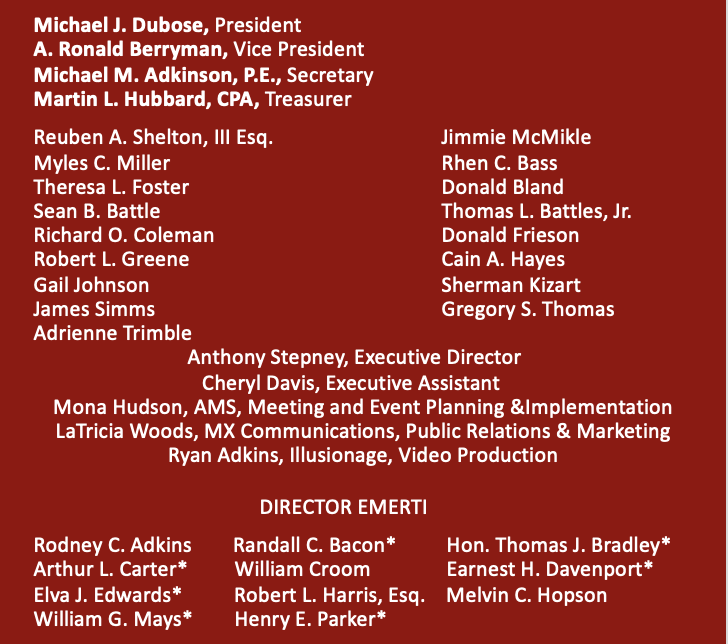 Michael J. Dubose, President
A. Ronald Berryman, Vice President
Michael M. Adkinson, P.E., Secretary
Martin L. Hubbard, CPA, Treasurer
Reuben A. Shelton, III Esq.
Myles C. Miller
Theresa L. Foster
Sean B. Battle
Richard O. Coleman
Robert L. Greene
Gail Johnson
James Simms
Adrienne Trimble
Jimmie McMikle
Rhen C. Bass
Donald Bland
Thomas L. Battles, Jr.
Donald Frieson
Cain A. Hayes
Sherman Kizart
Gregory S. Thomas
Anthony Stepney, Executive Director
Cheryl Davis, Executive Assistant
Mona Hudson, AMS, Meeting and Event Planning &Implementation
LaTricia Woods, MX Communications, Public Relations & Marketing
Ryan Adkins, Illusionage, Video Production
DIRECTOR EMERTI
Rodney C. Adkins
Arthur L. Carter*
Elva J. Edwards*
William G. Mays*
Randall C. Bacon*
William Croom
Robert L. Harris, Esq.
Henry E. Parker*
Hon. Thomas J. Bradley*
Earnest H. Davenport*
Melvin C. Hopson